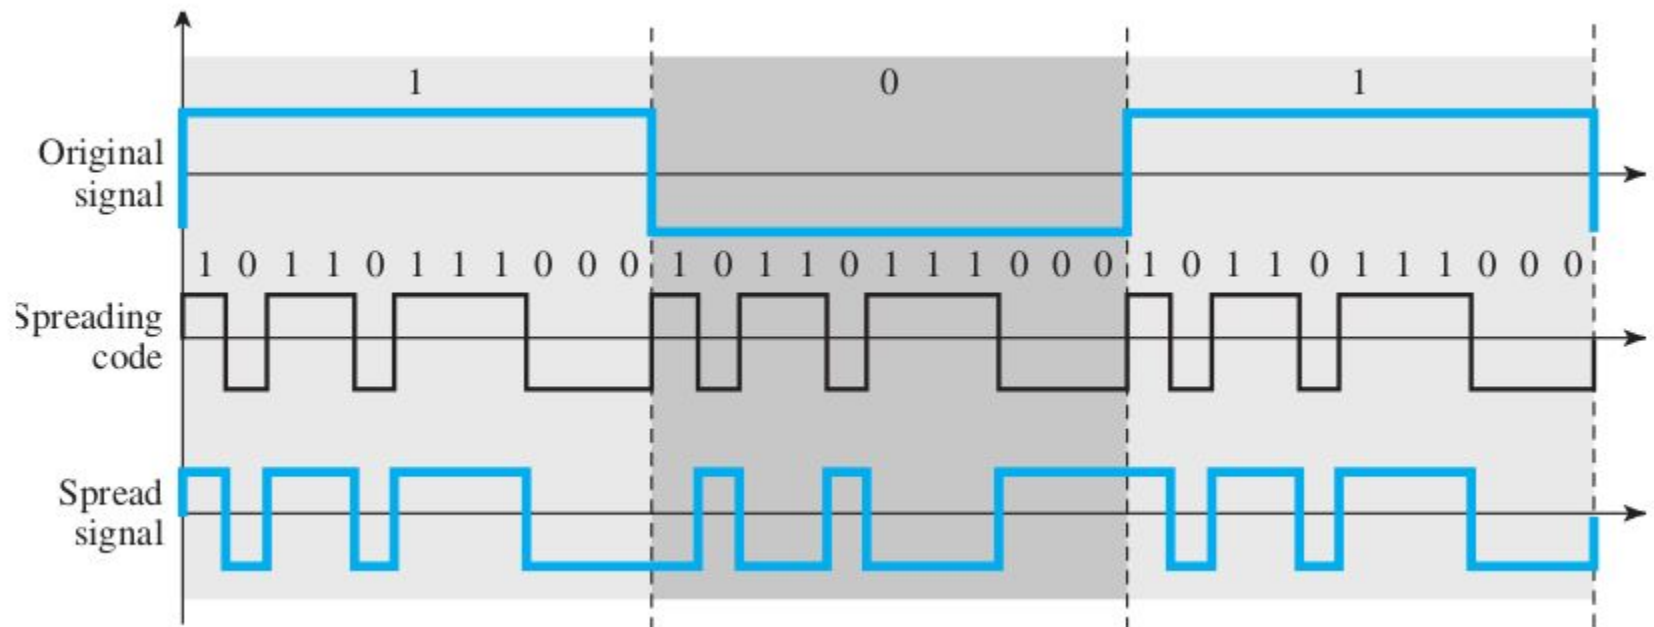 1 0 1
Original
signal
1 0 1 1 0 1 1 1 0 0 0 1 0 1 1 0 1 1 1 0 0 0 1 0 1 1 0 1 1 1 0 0 0
Spreading
code
Spread
signal